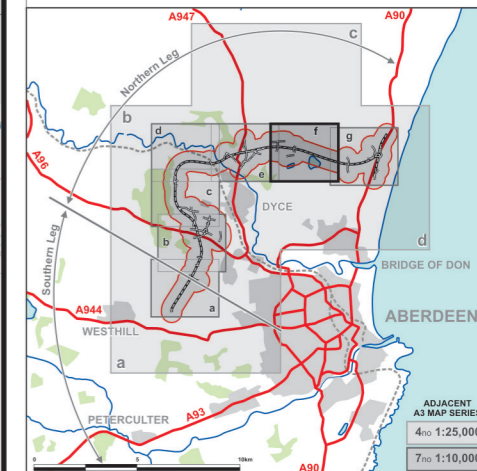 A947
A90
c
Northern Leg
b
d
f
g
A96
e
c
DYCE
b
d
Southern Leg
BRIDGE OF DON
A944
a
ABERDEEN
WESTHILL
a
ADJACENT
A3 MAP SERIES
4no 1:25,000
A93
PETERCULTER
7no 1:10,000
0 5 10km
A90